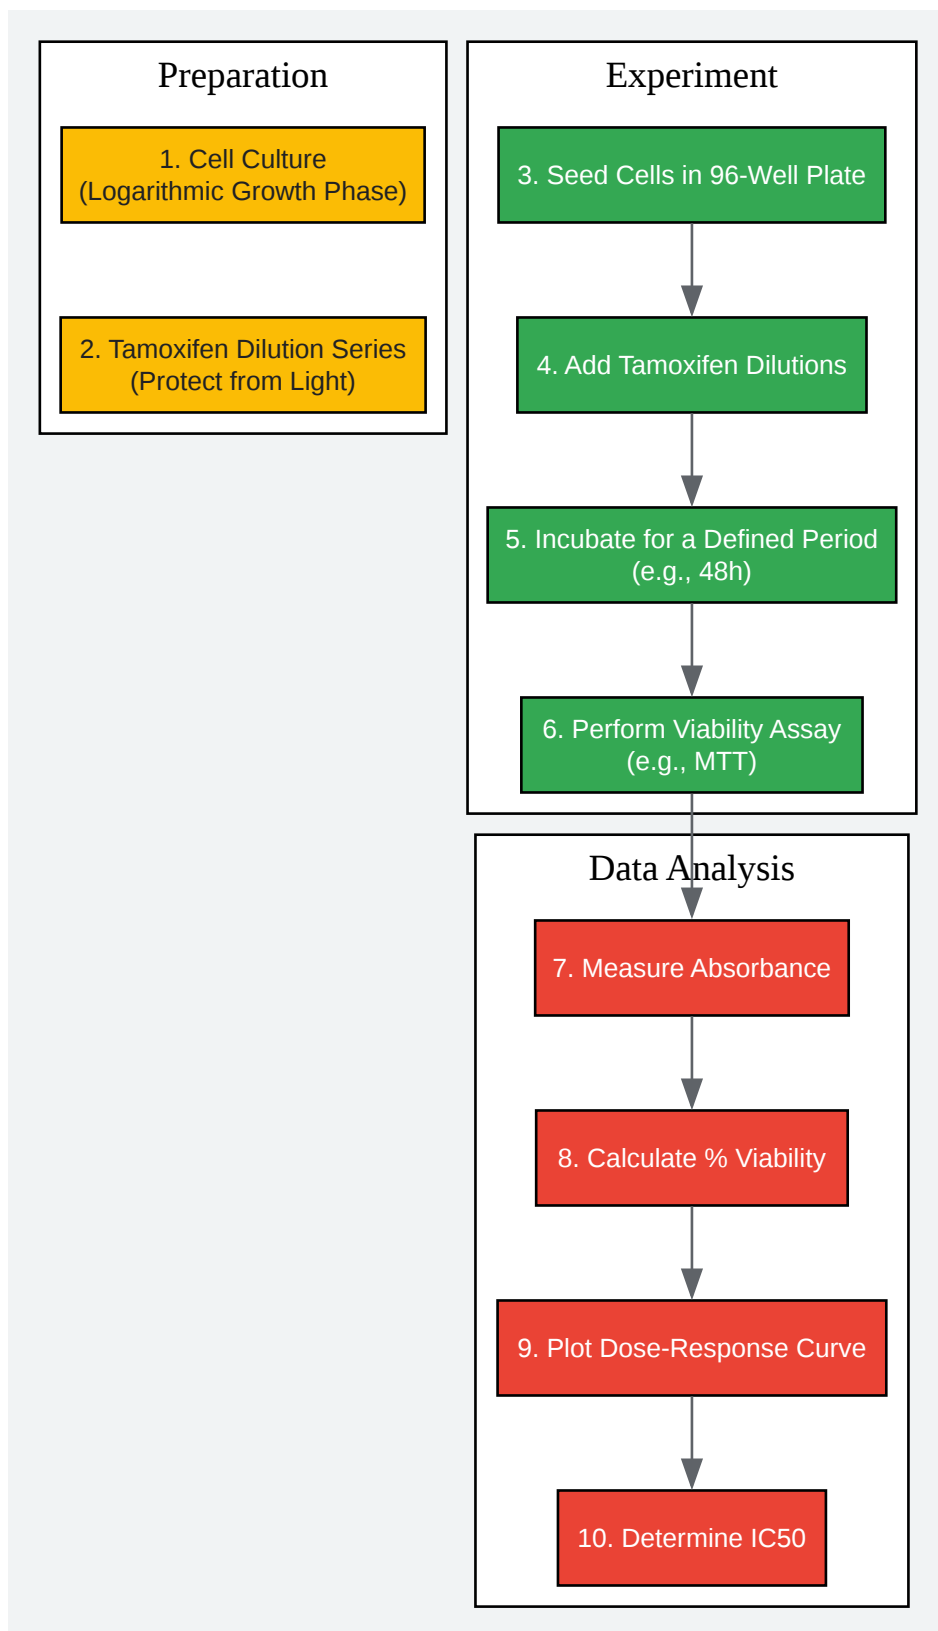 Preparation
1. Cell Culture
(Logarithmic Growth Phase)
2. Tamoxifen Dilution Series
(Protect from Light)
Experiment
3. Seed Cells in 96-Well Plate
4. Add Tamoxifen Dilutions
5. Incubate for a Defined Period
(e.g., 48h)
6. Perform Viability Assay
(e.g., MTT)
Data Analysis
7. Measure Absorbance
8. Calculate % Viability
9. Plot Dose-Response Curve
10. Determine IC50